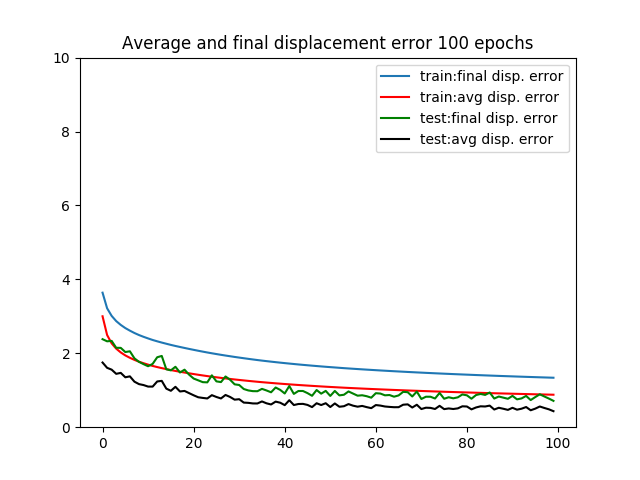 Average and final displacement error 100 epochs
train:final disp. error
train:avg disp. error
test:final disp. error
test:avg disp. error
10
8
6
4
2
0
0 20 40 60 80 100